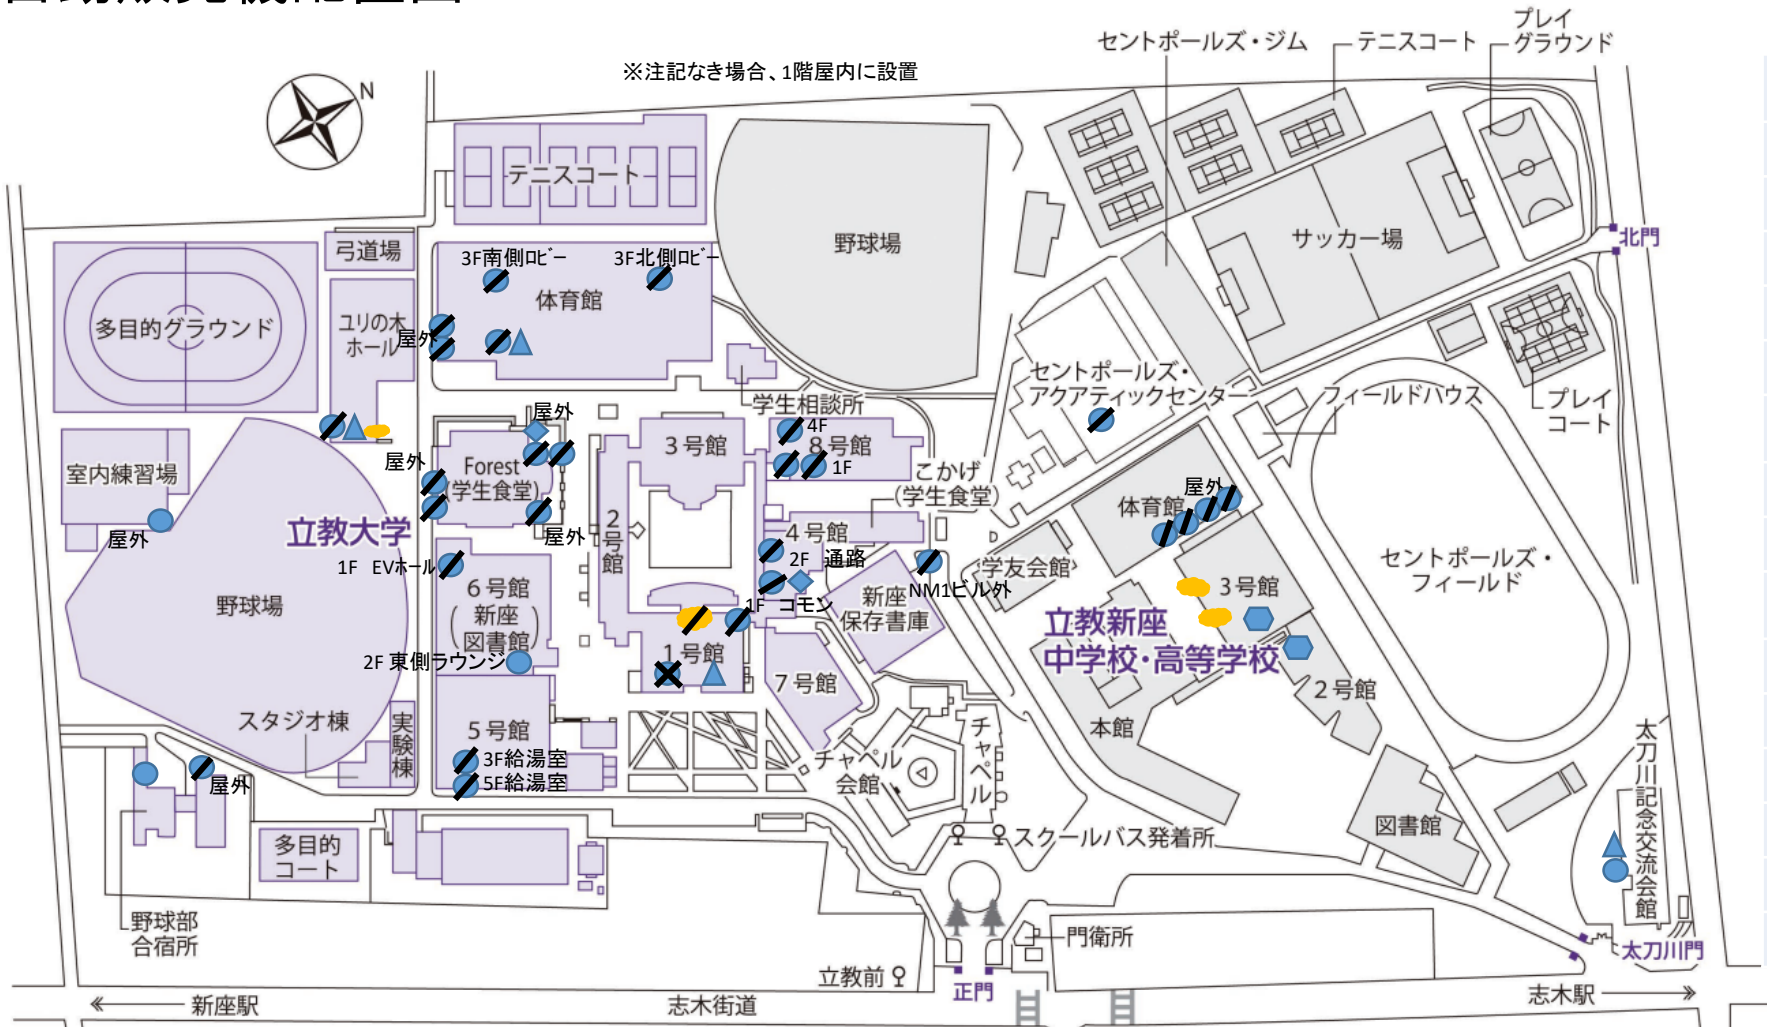 ※注記なき場合、1階屋内に設置
N
セントポールズ・ジム
テニスコート
プレイ
グラウンド
テニスコート
野球場
サッカー場
北門
弓道場
3F南側ロビー
3F北側ロビー
体育館
多目的グラウンド
ユリの木
ホール
屋外
学生相談所
セントポールズ・
アクアティックセンター
フィールドハウス
プレイ
コート
屋外
3号館
4F
8号館
1F
こかげ
(学生食堂)
室内練習場
屋外
Forest
(学生食堂)
屋外
体育館
屋外
立教大学
屋外
2号館
4号館
2F 通路
1F EVホール
6号館
(新座
図書館)
学友会館
セントポールズ・
フィールド
NM1ビル外
新座
保存書庫
3号館
野球場
1F コモン
立教新座
中学校・高等学校
2F 東側ラウンジ
1号館
7号館
2号館
スタジオ棟
実験棟
5号館
3F給湯室
5F給湯室
チャペル
会館
チャペル
本館
太刀川記念交流会館
屋外
図書館
スクールバス発着所
多目的
コート
野球部
合宿所
門衛所
太刀川門
立教前
正門
新座駅
志木街道
志木駅